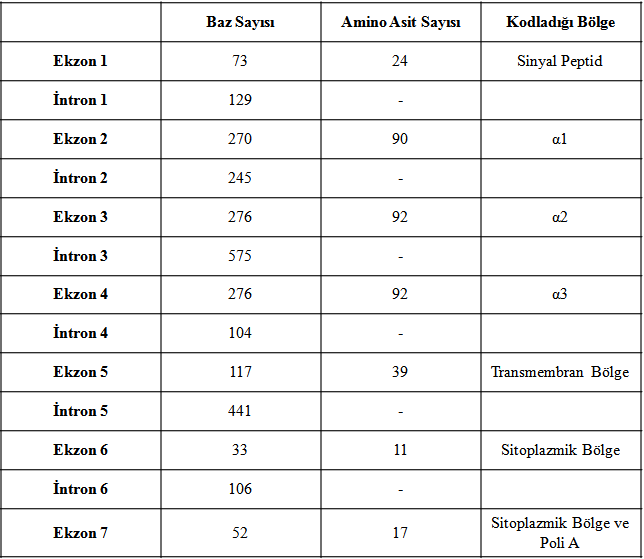 Baz Sayısı Amino Asit Sayısı Kodladığı Bölge
Ekzon 1 73 24 Sinyal Peptid
İntron 1 129 -
Ekzon 2 270 90 α1
İntron 2 245 -
Ekzon 3 276 92 α2
İntron 3 575 -
Ekzon 4 276 92 α3
İntron 4 104 -
Ekzon 5 117 39 Transmembran Bölge
İntron 5 441 -
Ekzon 6 33 11 Sitoplazmik Bölge
İntron 6 106 -
Ekzon 7 52 17 Sitoplazmik Bölge ve
Poli A